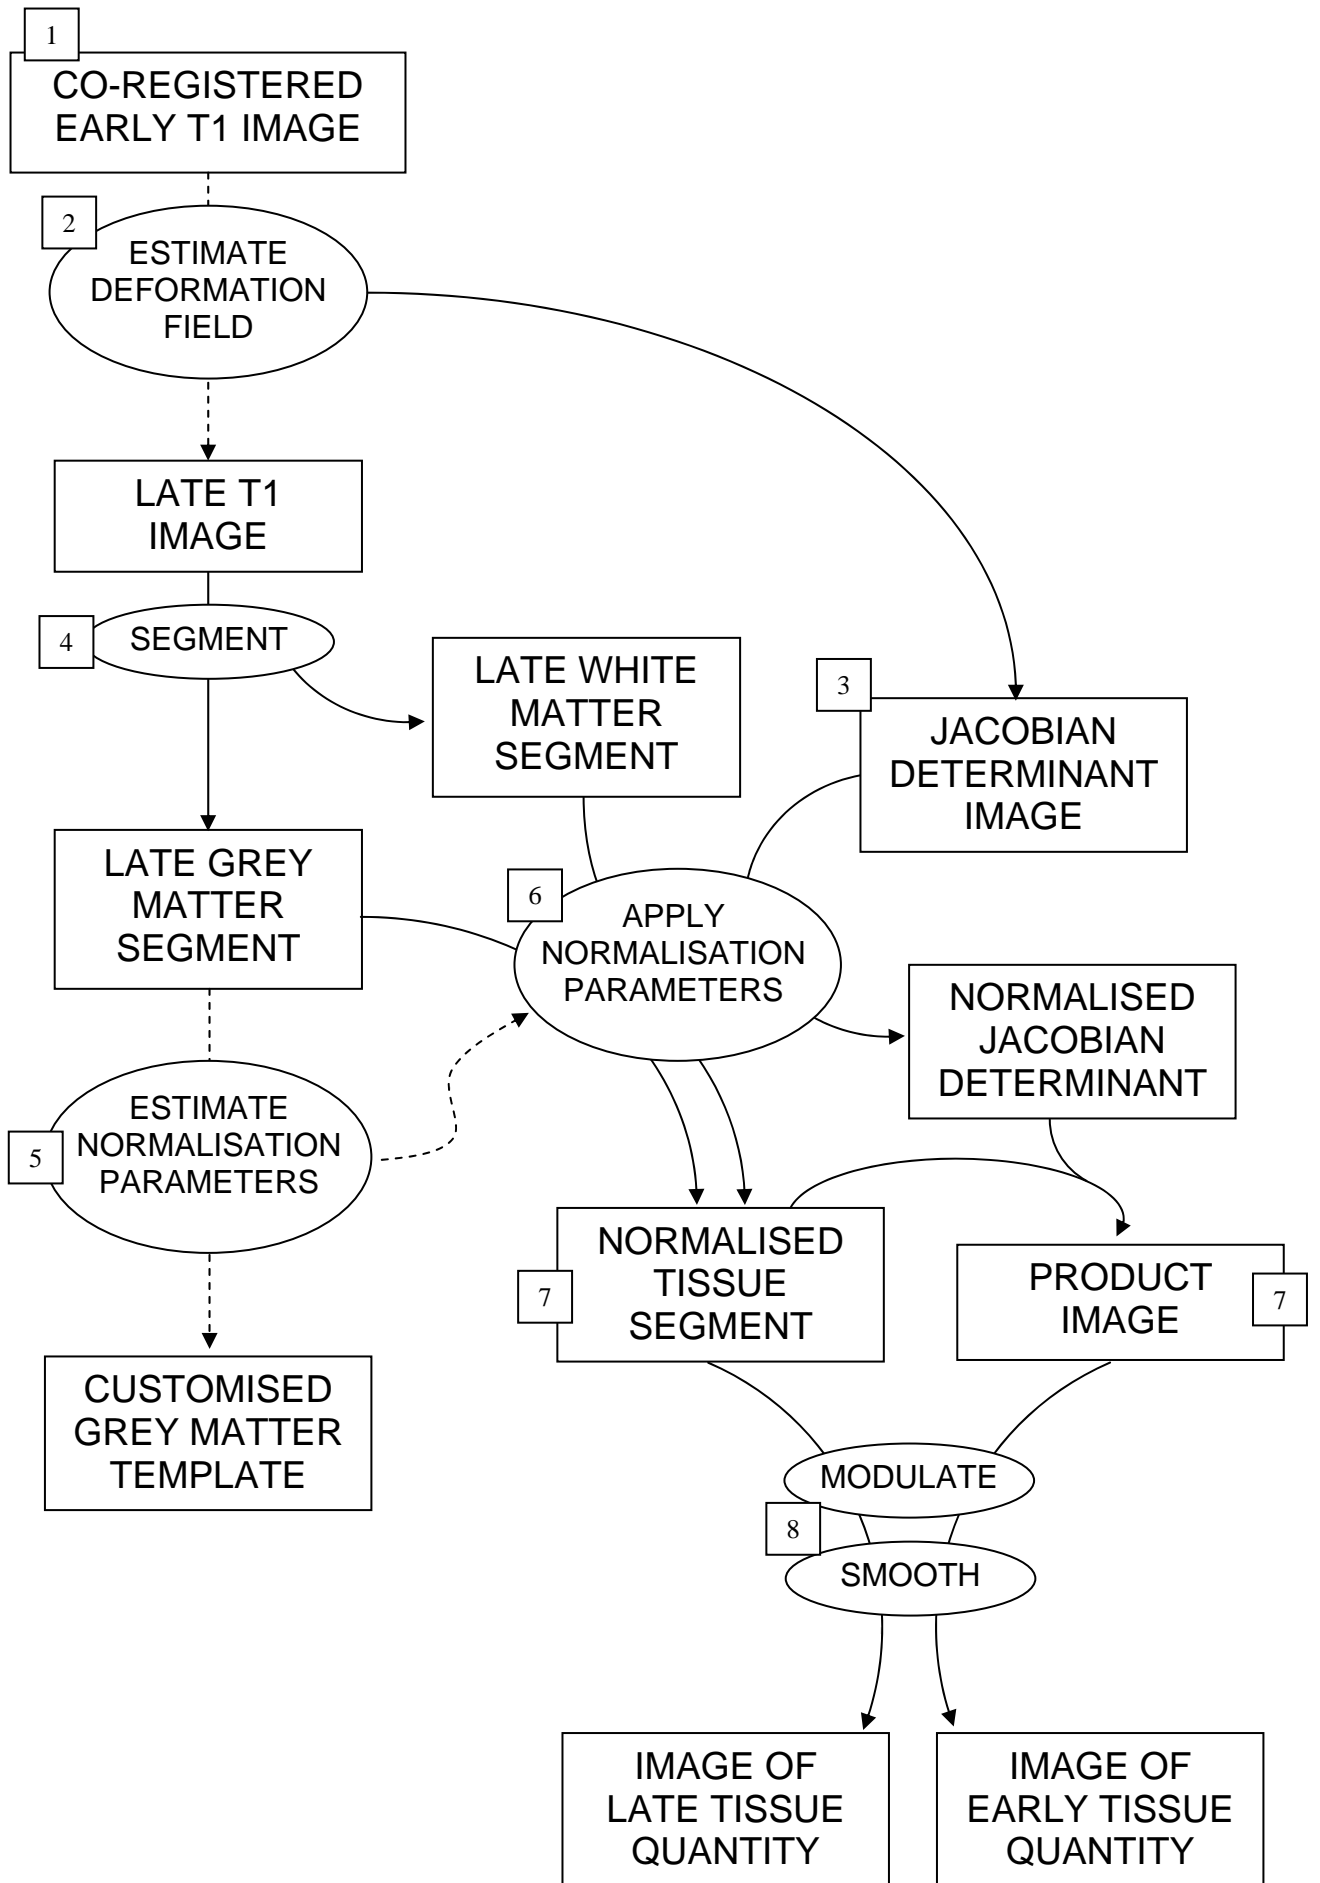 1
CO-REGISTERED
EARLY T1 IMAGE
2
ESTIMATE
DEFORMATION
FIELD
LATE T1
IMAGE
4
SEGMENT
LATE WHITE
MATTER
SEGMENT
3
JACOBIAN
DETERMINANT
IMAGE
LATE GREY
MATTER
SEGMENT
6
APPLY
NORMALISATION
PARAMETERS
NORMALISED
JACOBIAN
DETERMINANT
5
ESTIMATE
NORMALISATION
PARAMETERS
7
NORMALISED
TISSUE
SEGMENT
PRODUCT
IMAGE
7
CUSTOMISED
GREY MATTER
TEMPLATE
MODULATE
8
SMOOTH
IMAGE OF
LATE TISSUE
QUANTITY
IMAGE OF
EARLY TISSUE
QUANTITY